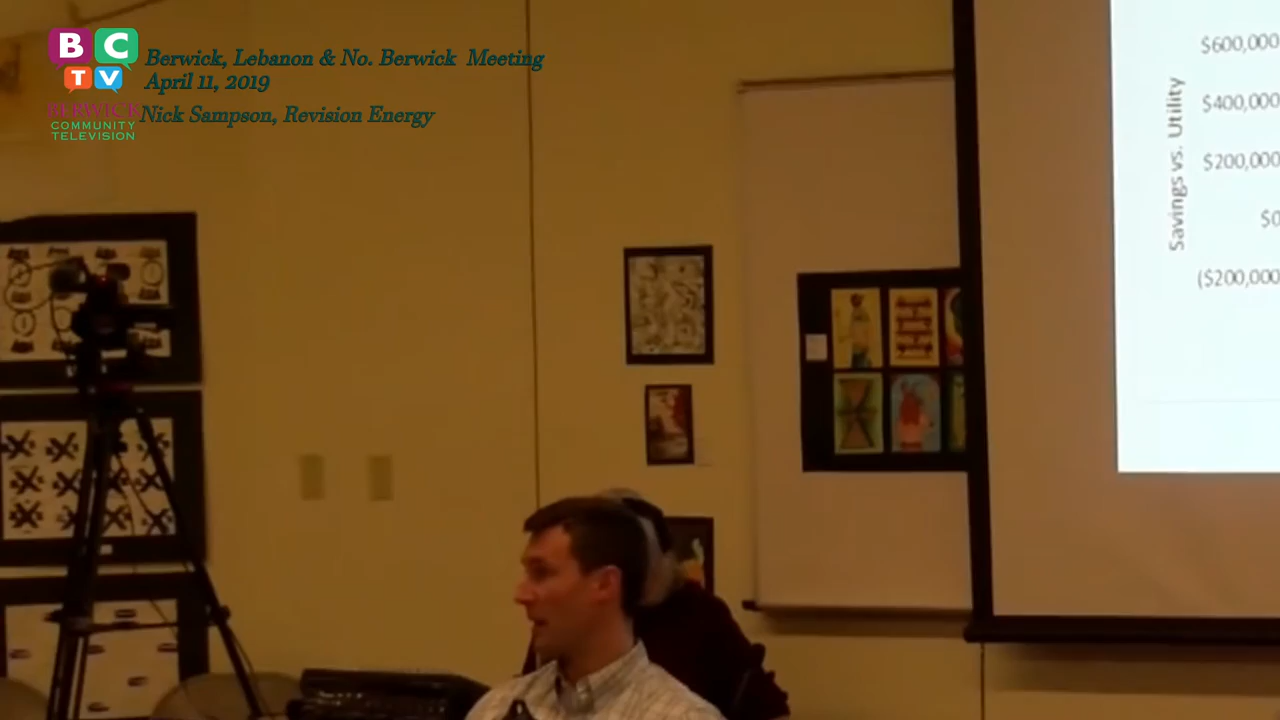 BC
TV
BERWICK
COMMUNITY
TELEVISION
Berwick, Lebanon & No. Berwick Meeting
April 11, 2019
Nick Sampson, Revision Energy
Savings vs. Utility
$600,000
$400,000
$200,000
$0
($200,000